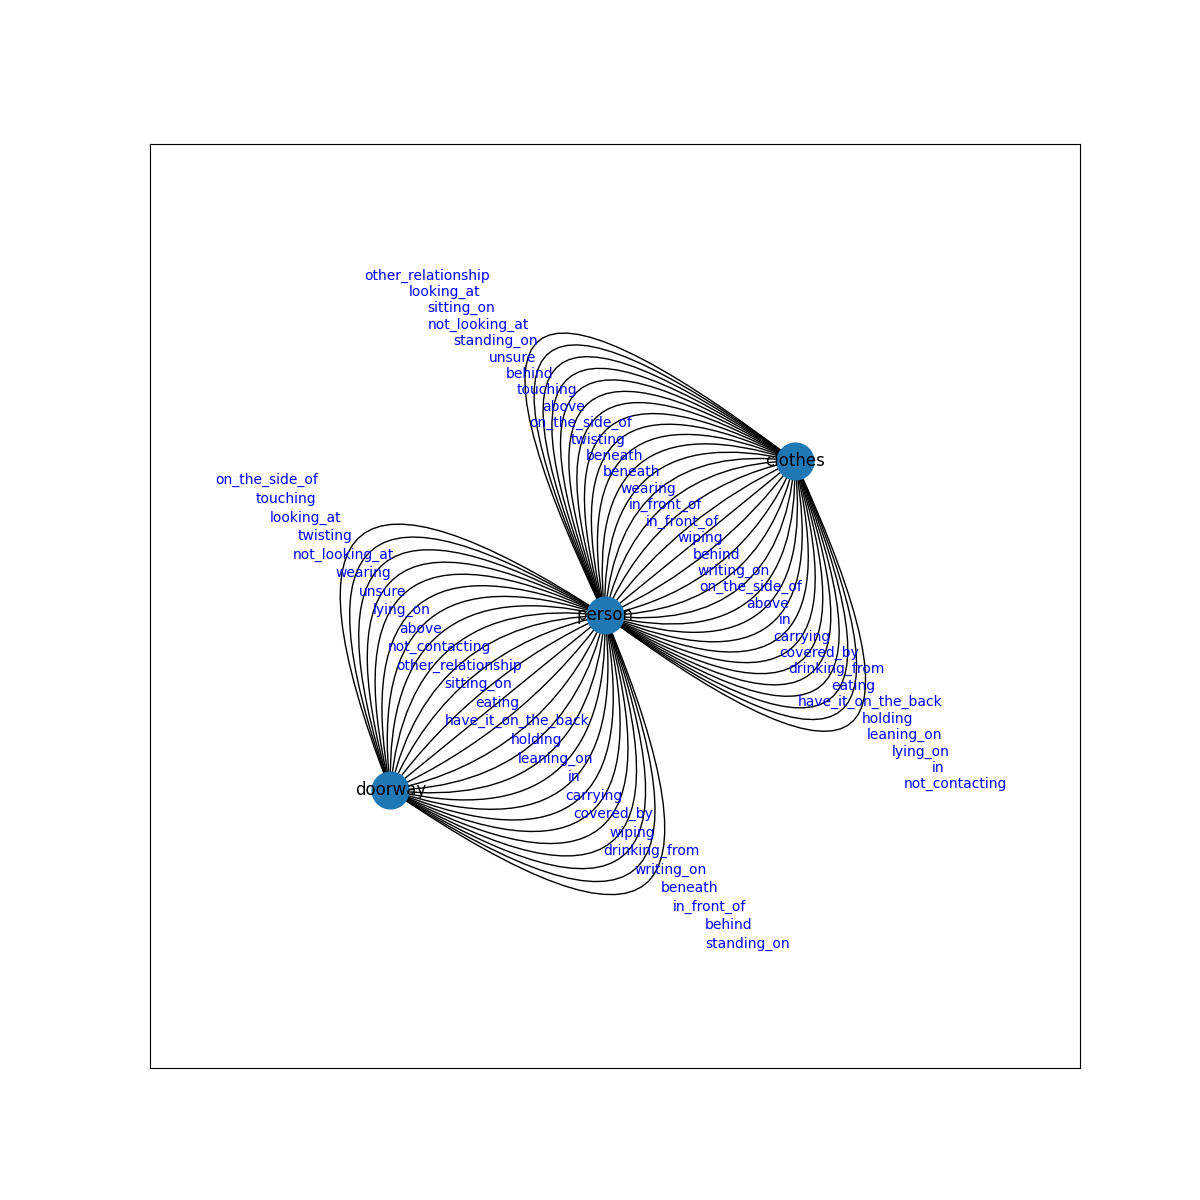 other_relationship
looking_at
sitting_on
not_looking_at
standing_on
unsure
behind
touching
above
on_the_side_of
twisting
beneath
clothes
beneath
wearing
in_front_of
in_front_of
wiping
behind
writing_on
on_the_side_of
above
in
carrying
covered_by
drinking_from
eating
have_it_on_the_back
holding
leaning_on
lying_on
in
not_contacting
on_the_side_of
touching
looking_at
twisting
not_looking_at
wearing
unsure
lying_on
person
above
not_contacting
other_relationship
sitting_on
eating
have_it_on_the_back
holding
leaning_on
in
doorway
carrying
covered_by
wiping
drinking_from
writing_on
beneath
in_front_of
behind
standing_on